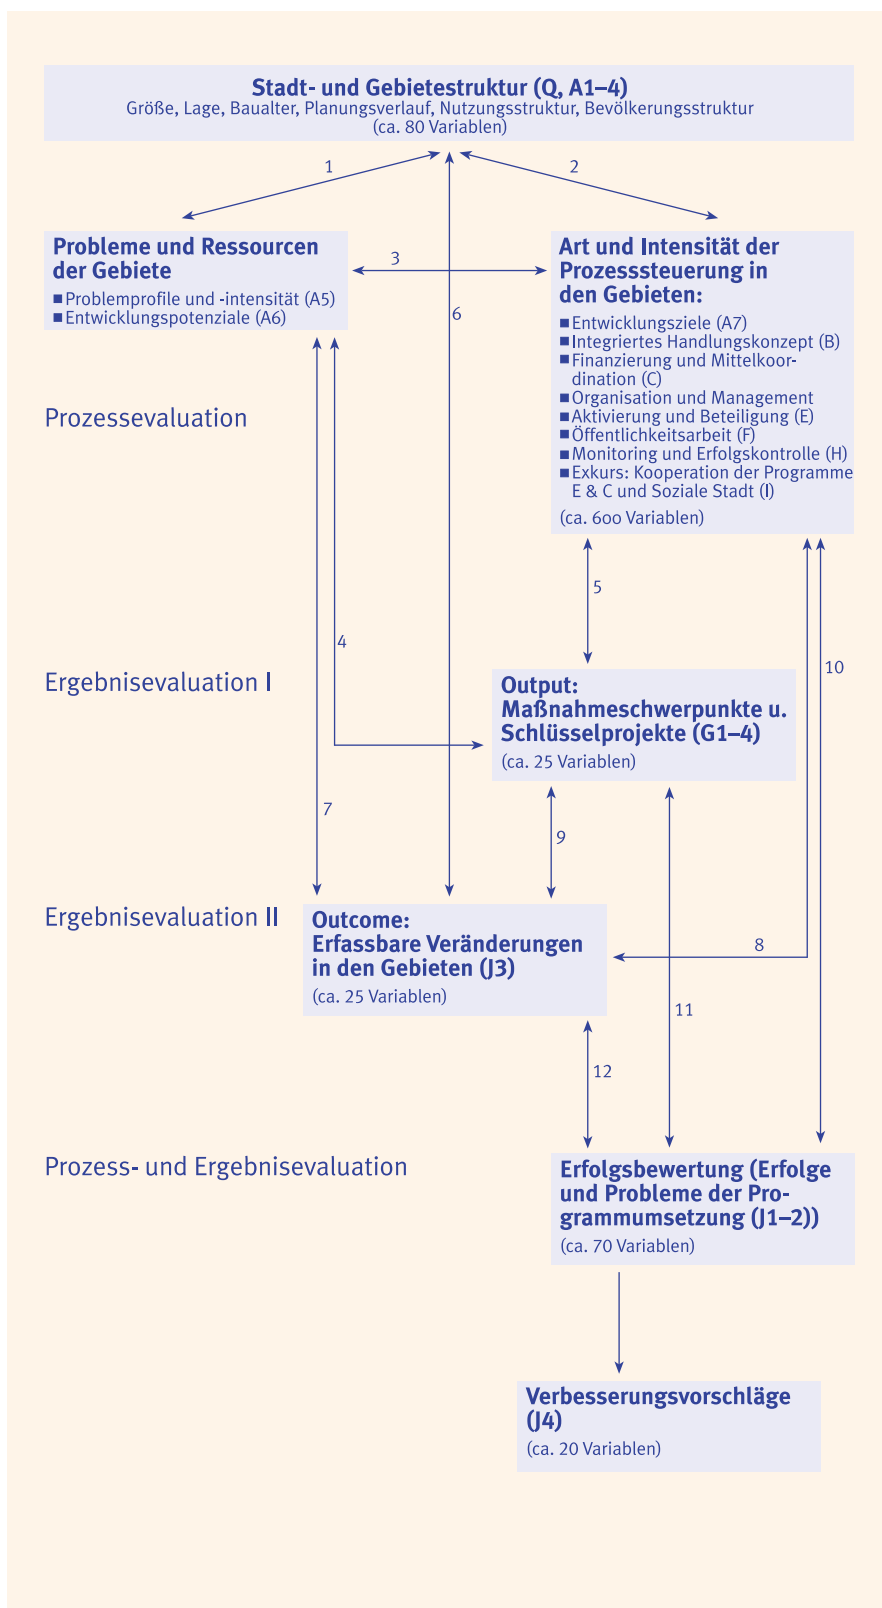 Stadt- und Gebietestruktur (Q, A1–4)
Größe, Lage, Baualter, Planungsverlauf, Nutzungsstruktur, Bevölkerungsstruktur
(ca. 80 Variablen)
1
2
Probleme und Ressourcen
der Gebiete
■ Problemprofile und -intensität (A5)
■ Entwicklungspotenziale (A6)
3
Art und Intensität der
Prozesssteuerung in
den Gebieten:
■ Entwicklungsziele (A7)
■ Integriertes Handlungskonzept (B)
■ Finanzierung und Mittelkoor-
dination (C)
■ Organisation und Management
■ Aktivierung und Beteiligung (E)
■ Öffentlichkeitsarbeit (F)
■ Monitoring und Erfolgskontrolle (H)
■ Exkurs: Kooperation der Programme
E & C und Soziale Stadt (I)
(ca. 600 Variablen)
6
Prozessevaluation
5
4
10
Ergebnisevaluation I
Output:
Maßnahmeschwerpunkte u.
Schlüsselprojekte (G1–4)
(ca. 25 Variablen)
7
9
Ergebnisevaluation II
Outcome:
Erfassbare Veränderungen
in den Gebieten (J3)
(ca. 25 Variablen)
8
11
12
Prozess- und Ergebnisevaluation
Erfolgsbewertung (Erfolge
und Probleme der Pro-
grammumsetzung (J1–2))
(ca. 70 Variablen)
Verbesserungsvorschläge
(J4)
(ca. 20 Variablen)